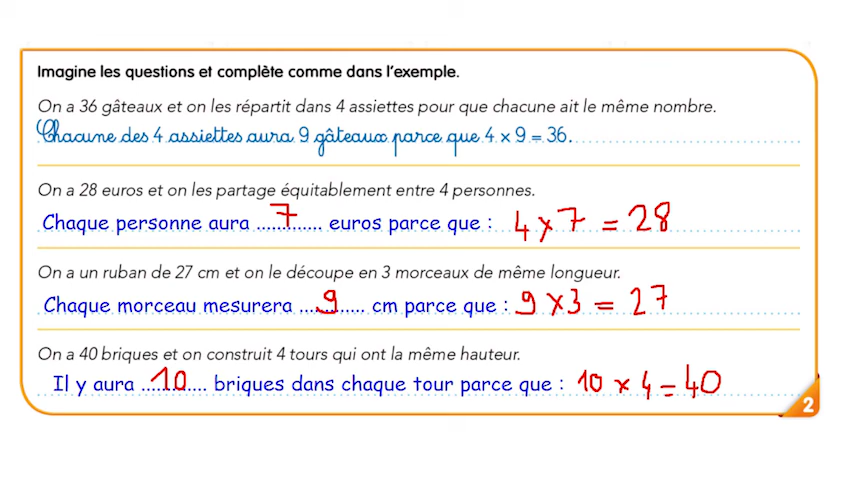 Imagine les questions et complète comme dans l'exemple.
On a 36 gâteaux et on les répartit dans 4 assiettes pour que chacune ait le même nombre.
Chacune des 4 assiettes aura 9 gâteaux parce que 4 × 9 = 36.
On a 28 euros et on les partage équitablement entre 4 personnes.
Chaque personne aura ....7.... euros parce que : 4 x 7 = 28
On a un ruban de 27 cm et on le découpe en 3 morceaux de même longueur.
Chaque morceau mesurera ....9.... cm parce que : 9 x 3 = 27
On a 40 briques et on construit 4 tours qui ont la même hauteur.
Il y aura ....10.... briques dans chaque tour parce que : 10 x 4 = 40
2